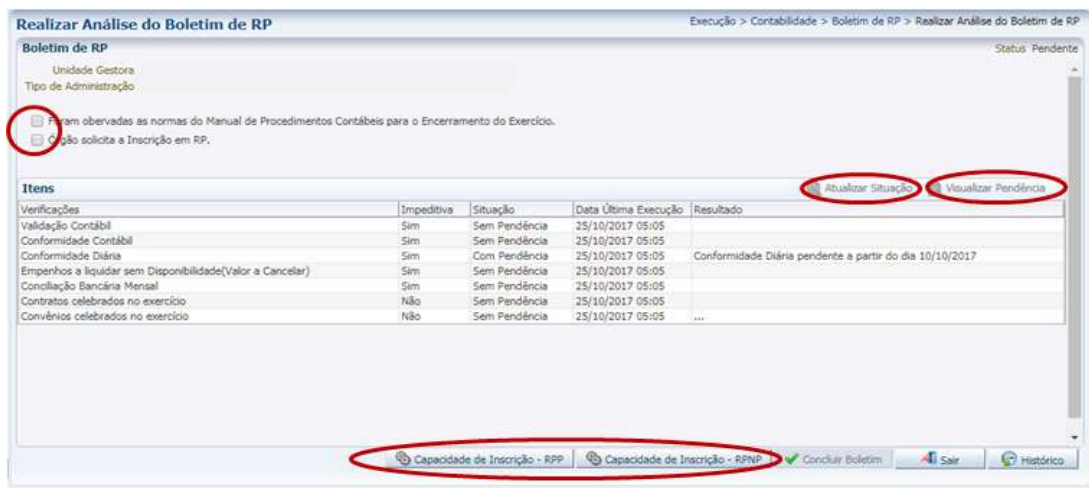 Realizar Análise do Boletim de RP
Execução > Contabilidade > Boletim de RP > Realizar Análise do Boletim de RP
Boletim de RP
Status Pendente
Unidade Gestora
Tipo de Administração
Foram obervadas as normas do Manual de Procedimentos Contábeis para o Encerramento do Exercício.
Órgão solicita a Inscrição em RP.
Itens
Atualizar Situação
Visualizar Pendência
Verificações Impeditiva Situação Data Última Execução Resultado
Validação Contábil Sim Sem Pendência 25/10/2017 05:05
Conformidade Contábil Sim Sem Pendência 25/10/2017 05:05
Conformidade Diária Sim Com Pendência 25/10/2017 05:05 Conformidade Diária pendente a partir do dia 10/10/2017
Empenhos a liquidar sem Disponibilidade(Valor a Cancelar) Sim Sem Pendência 25/10/2017 05:05
Conciliação Bancária Mensal Sim Sem Pendência 25/10/2017 05:05
Contratos celebrados no exercício Não Sem Pendência 25/10/2017 05:05
Convênios celebrados no exercício Não Sem Pendência 25/10/2017 05:05 ...
Capacidade de Inscrição - RPP
Capacidade de Inscrição - RPNP
Concluir Boletim
Sair
Histórico